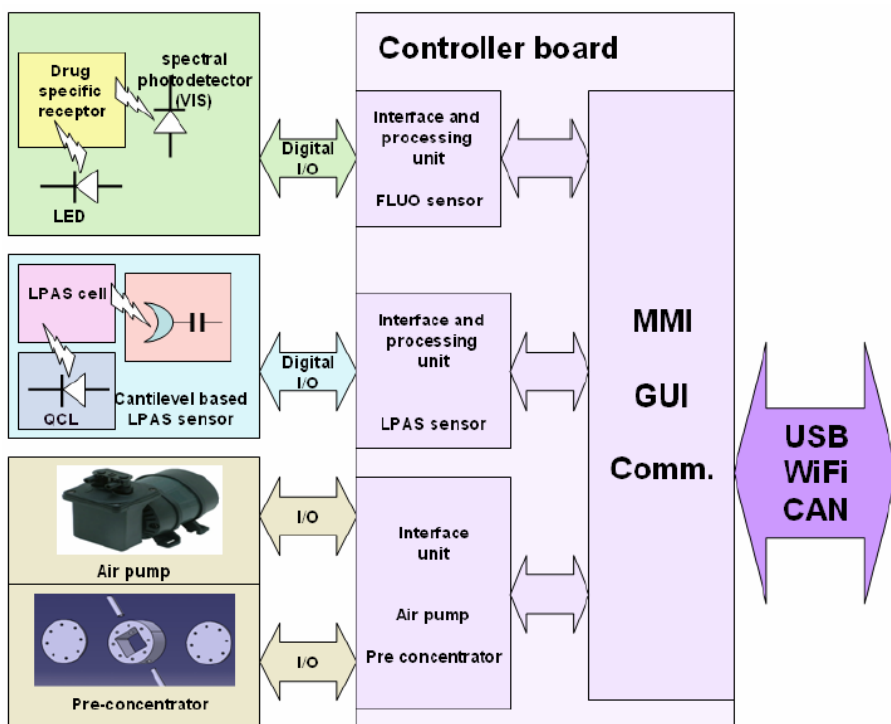 Controller board
Drug
specific
receptor
spectral
photodetector
(VIS)
LED
Digital
I/O
Interface and
processing
unit
FLUO sensor
LPAS cell
QCL
Cantilevel based
LPAS sensor
Digital
I/O
Interface and
processing
unit
LPAS sensor
Air pump
I/O
Pre-concentrator
I/O
Interface
unit
Air pump
Pre concentrator
MMI
GUI
Comm.
USB
WiFi
CAN